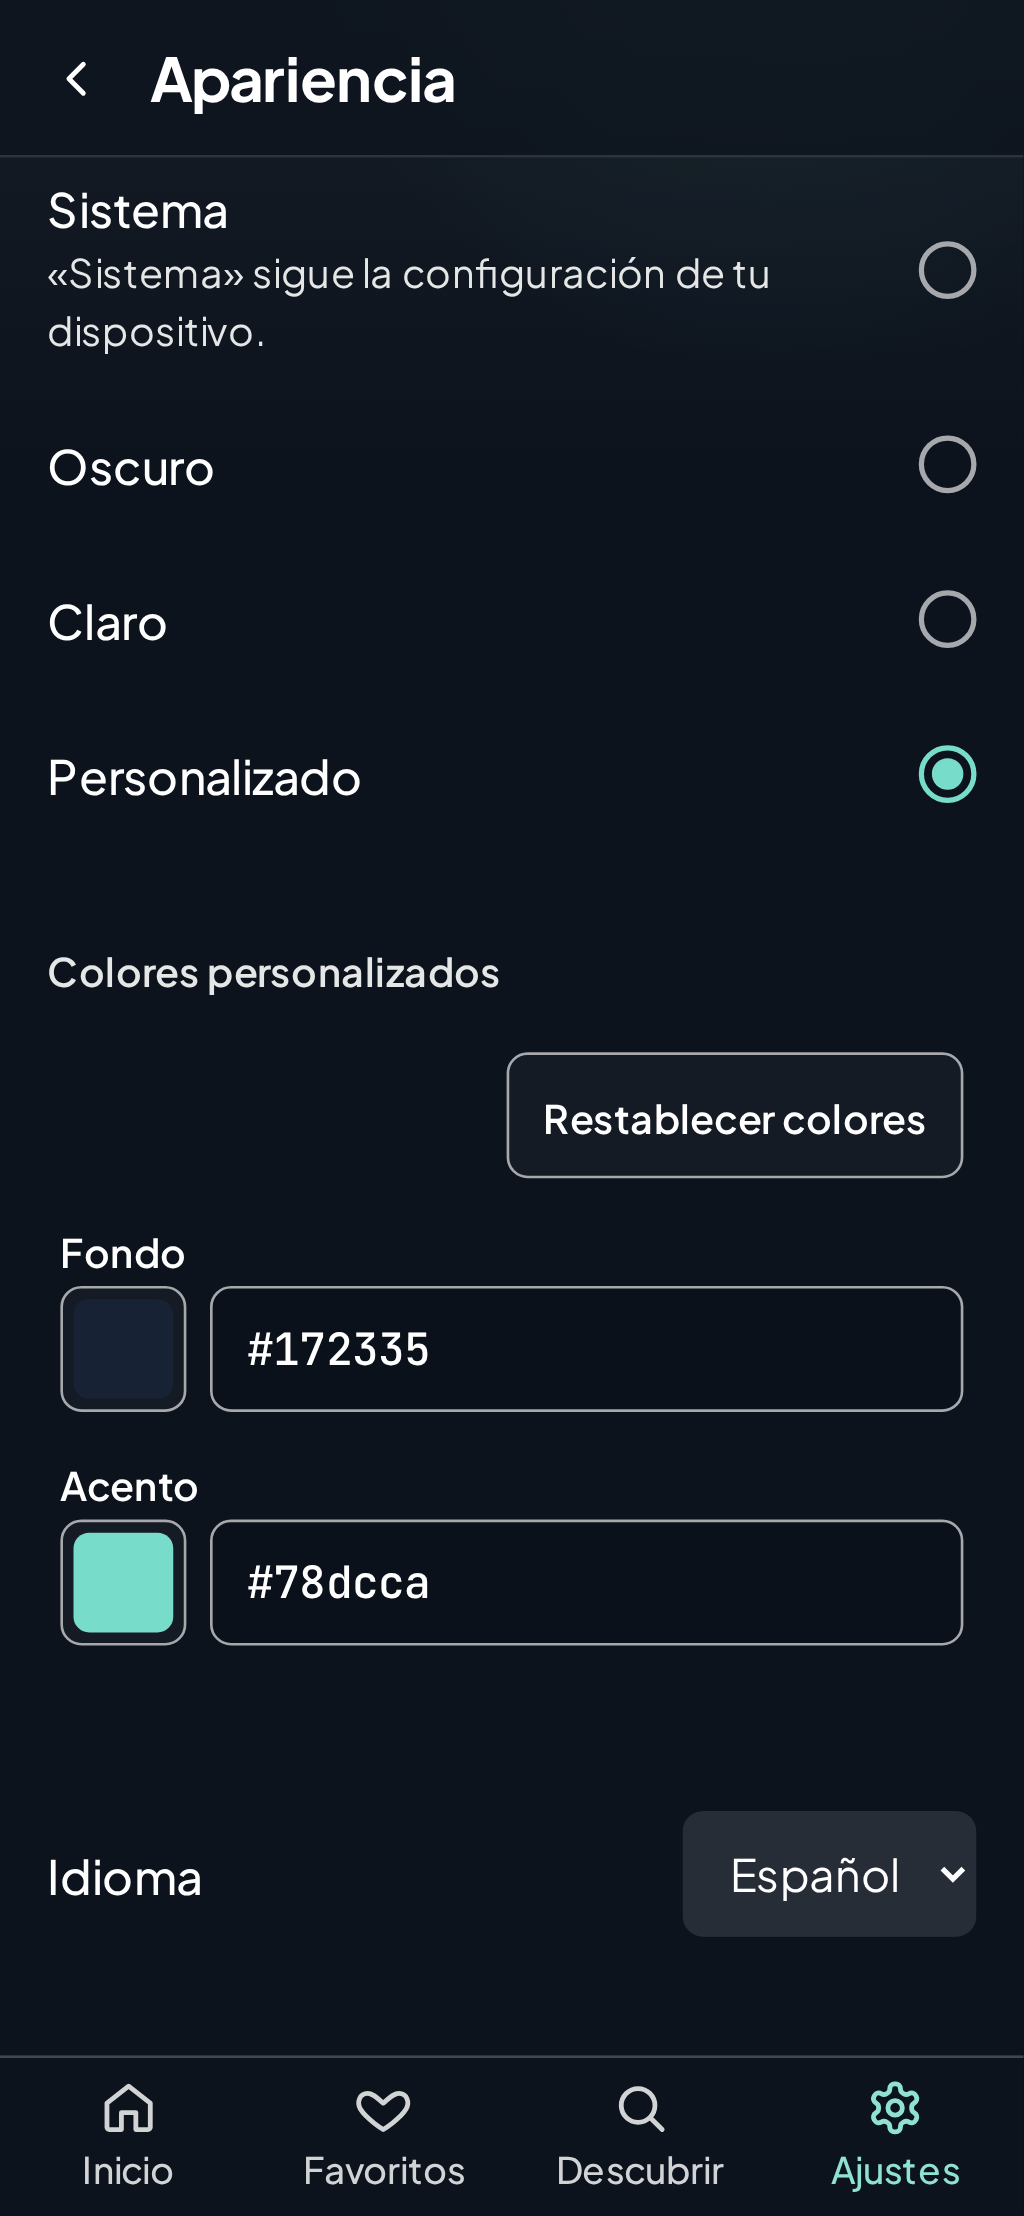 Apariencia
Sistema
«Sistema» sigue la configuración de tu
dispositivo.
Oscuro
Claro
Personalizado
Colores personalizados
Restablecer colores
Fondo
#172335
Acento
#78dcca
Idioma
Español
Inicio
Favoritos
Descubrir
Ajustes